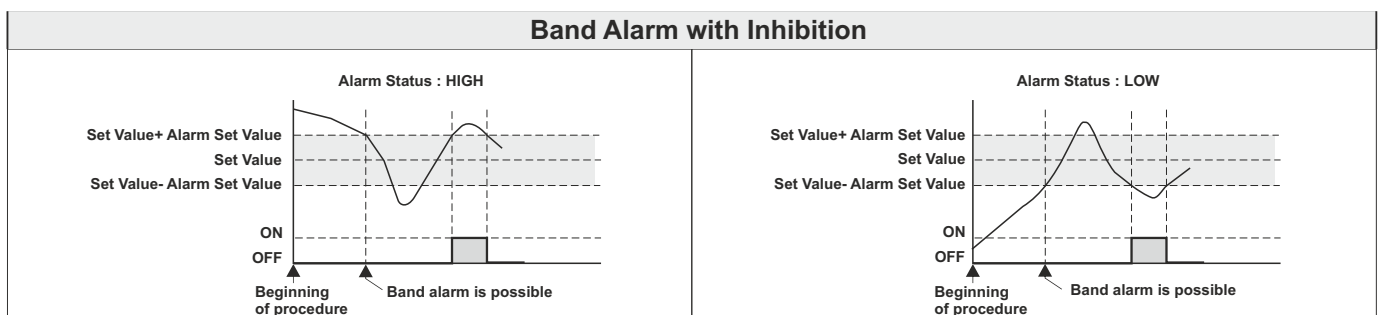 Band Alarm with Inhibition
Alarm Status : HIGH
Set Value+ Alarm Set Value
Set Value
Set Value- Alarm Set Value
ON
OFF
Beginning
of procedure
Band alarm is possible
Alarm Status : LOW
Set Value+ Alarm Set Value
Set Value
Set Value- Alarm Set Value
ON
OFF
Beginning
of procedure
Band alarm is possible